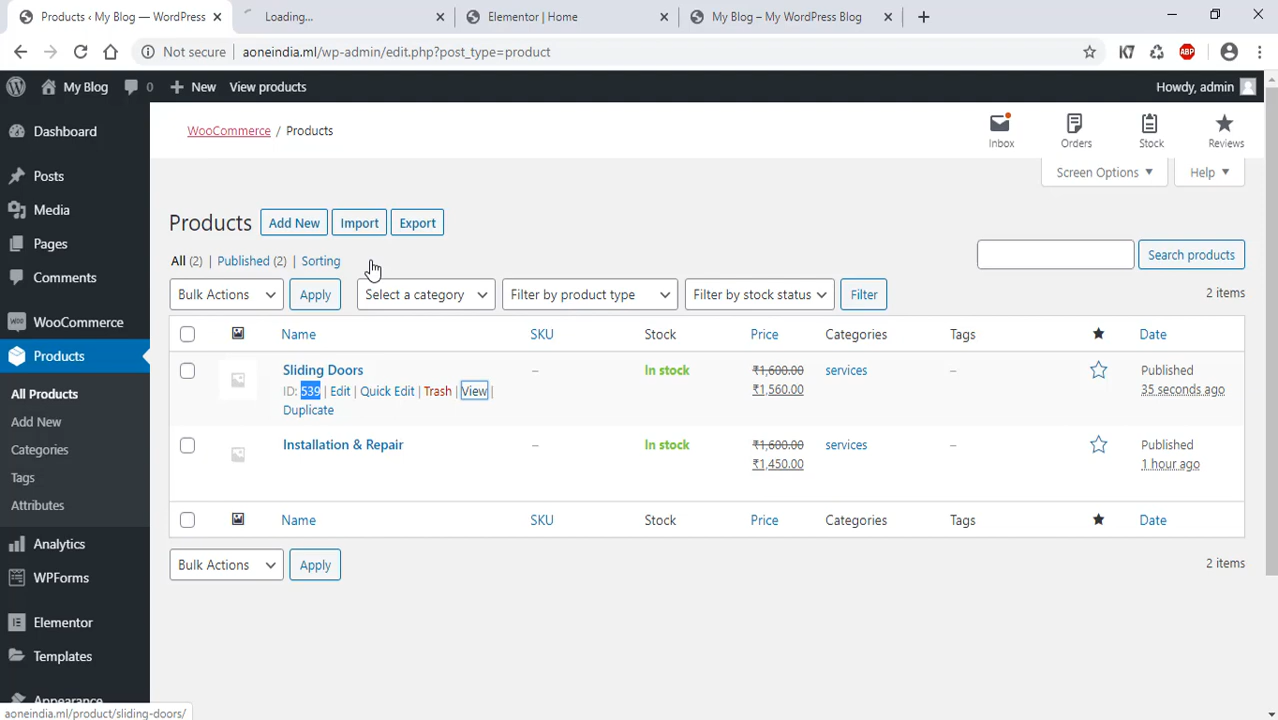 Products ‹ My Blog — WordPress
Loading...
Elementor | Home
My Blog – My WordPress Blog
Not secure
aoneindia.ml/wp-admin/edit.php?post_type=product
K7
ABP
My Blog
0
New
View products
Howdy, admin
Dashboard
Posts
Media
Pages
Comments
WooCommerce
Products
All Products
Add New
Categories
Tags
Attributes
Analytics
WPForms
Elementor
Templates
Appearance
WooCommerce / Products
Inbox
Orders
Stock
Reviews
Screen Options
Help
Products
Add New
Import
Export
All (2) | Published (2) | Sorting
Search products
Bulk Actions
Apply
Select a category
Filter by product type
Filter by stock status
Filter
2 items
Name SKU Stock Price Categories Tags Date
Sliding Doors – In stock ₹1,600.00 services – Published
ID: 539 | Edit | Quick Edit | Trash | View | ₹1,560.00 35 seconds ago
Duplicate
Installation & Repair – In stock ₹1,600.00 services – Published
₹1,450.00 1 hour ago
Name SKU Stock Price Categories Tags Date
Bulk Actions
Apply
2 items
aoneindia.ml/product/sliding-doors/